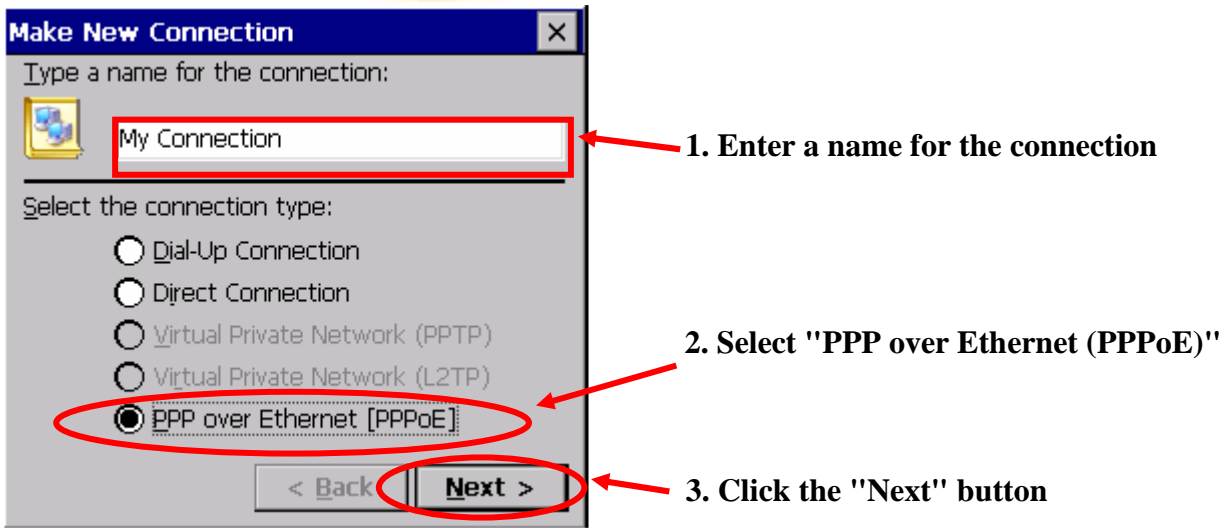 Make New Connection
Type a name for the connection:
My Connection
1. Enter a name for the connection
Select the connection type:
Dial-Up Connection
Direct Connection
Virtual Private Network (PPTP)
2. Select "PPP over Ethernet (PPPoE)"
Virtual Private Network (L2TP)
PPP over Ethernet [PPPoE]
< Back
Next >
3. Click the "Next" button